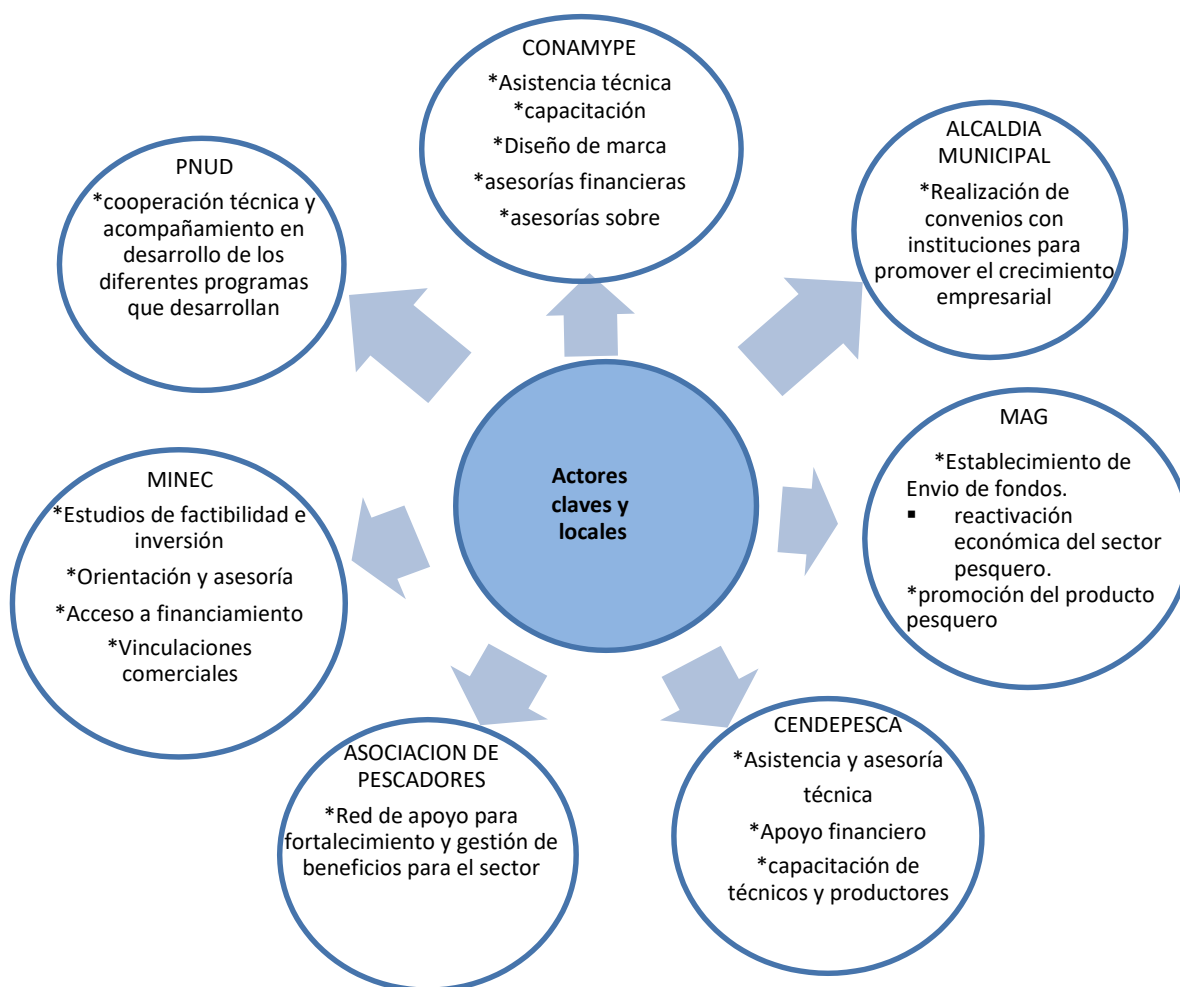 CONAMYPE
*Asistencia técnica
*capacitación
*Diseño de marca
*asesorías financieras
*asesorías sobre
ALCALDIA
MUNICIPAL
*Realización de
convenios con
instituciones para
promover el crecimiento
empresarial
PNUD
*cooperación técnica y
acompañamiento en
desarrollo de los
diferentes programas
que desarrollan
Actores
claves y
locales
MAG
*Establecimiento de
Envio de fondos.
▪ reactivación
económica del sector
pesquero.
*promoción del producto
pesquero
MINEC
*Estudios de factibilidad e
inversión
*Orientación y asesoría
*Acceso a financiamiento
*Vinculaciones
comerciales
CENDEPESCA
*Asistencia y asesoría
técnica
*Apoyo financiero
*capacitación de
técnicos y productores
ASOCIACION DE
PESCADORES
*Red de apoyo para
fortalecimiento y gestión de
beneficios para el sector